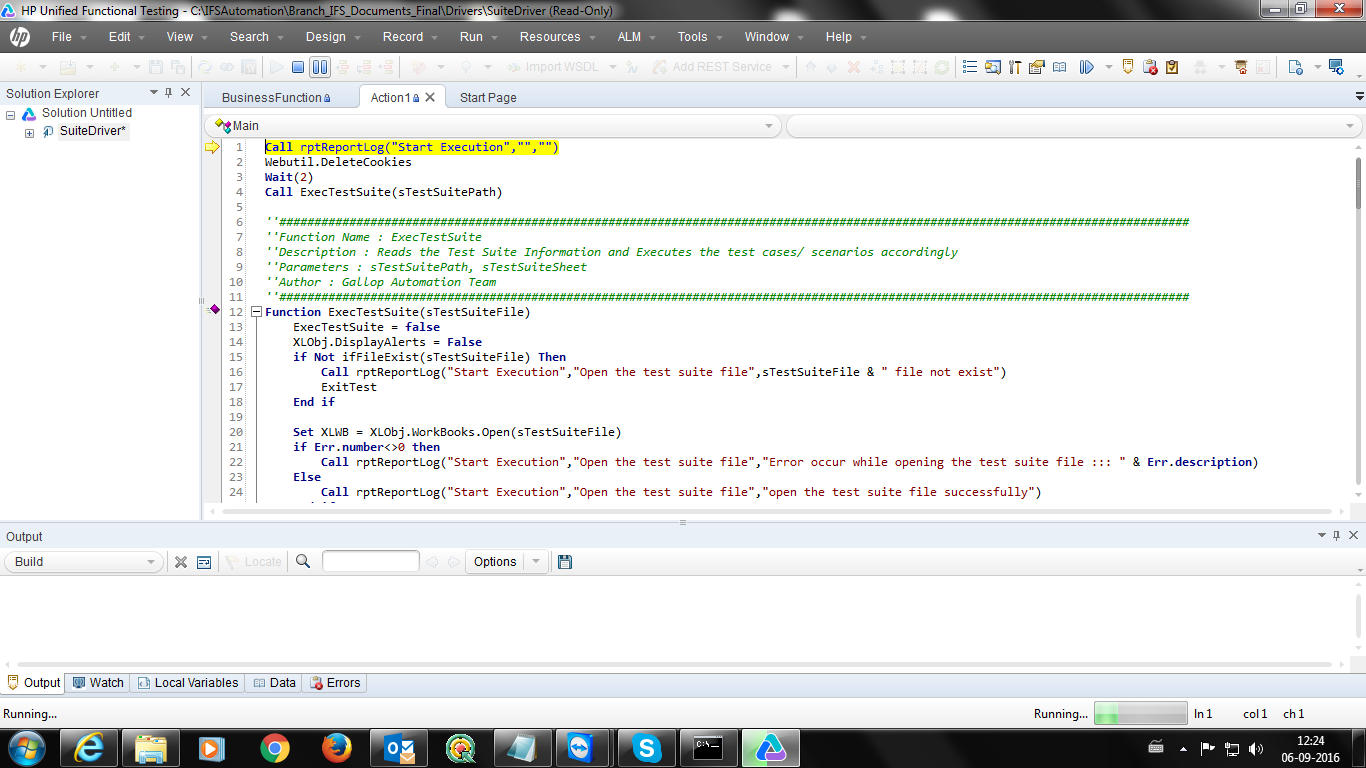 HP Unified Functional Testing - C:\IFSAutomation\Branch_IFS_Documents_Final\Drivers\SuiteDriver (Read-Only)
hp File Edit View Search Design Record Run Resources ALM Tools Window Help
Import WSDL Add REST Service
Solution Explorer
Solution Untitled
SuiteDriver*
BusinessFunction Action1 Start Page
Main
1 Call rptReportLog("Start Execution","","")
2 Webutil.DeleteCookies
3 Wait(2)
4 Call ExecTestSuite(sTestSuitePath)
5
6 ''##################################################################################################################################
7 ''Function Name : ExecTestSuite
8 ''Description : Reads the Test Suite Information and Executes the test cases/ scenarios accordingly
9 ''Parameters : sTestSuitePath, sTestSuiteSheet
10 ''Author : Gallop Automation Team
11 ''##################################################################################################################################
12 Function ExecTestSuite(sTestSuiteFile)
13 ExecTestSuite = false
14 XLObj.DisplayAlerts = False
15 if Not ifFileExist(sTestSuiteFile) Then
16 Call rptReportLog("Start Execution","Open the test suite file",sTestSuiteFile & " file not exist")
17 ExitTest
18 End if
19
20 Set XLWB = XLObj.WorkBooks.Open(sTestSuiteFile)
21 if Err.number<>0 then
22 Call rptReportLog("Start Execution","Open the test suite file","Error occur while opening the test suite file ::: " & Err.description)
23 Else
24 Call rptReportLog("Start Execution","Open the test suite file","open the test suite file successfully")
Output
Build Locate Options
Output Watch Local Variables Data Errors
Running... Running... ln 1 col 1 ch 1
12:24
06-09-2016